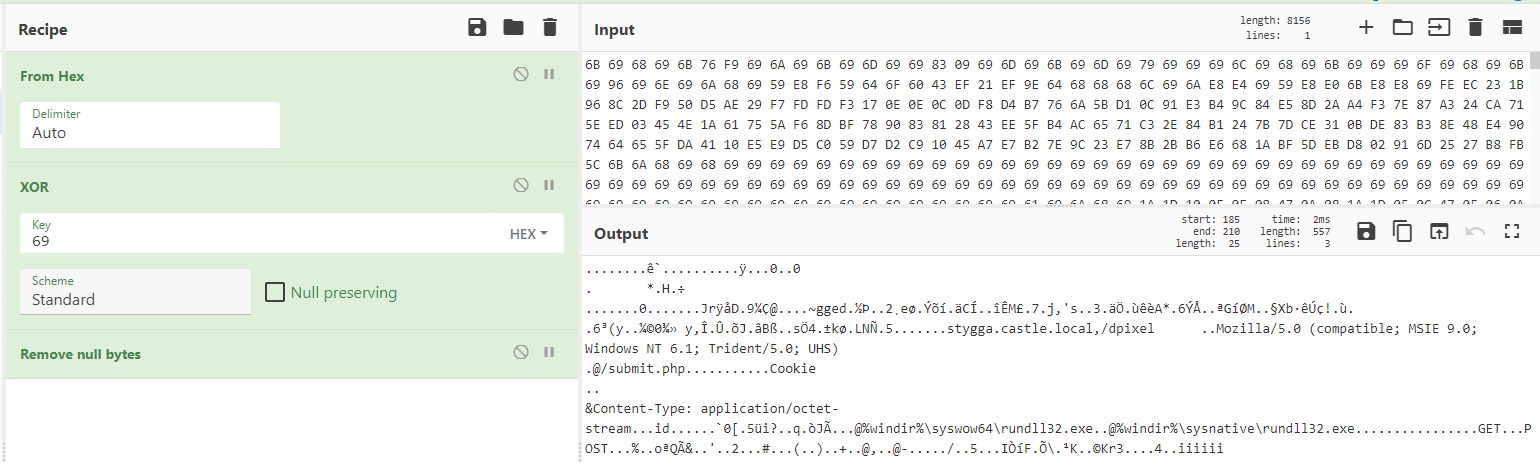 Recipe
From Hex
Delimiter
Auto
XOR
Key
69
HEX
Scheme
Standard
Null preserving
Remove null bytes
Input
length: 8156
lines: 1
6B 69 68 69 6B 76 F9 69 6A 69 6B 69 6D 69 69 83 09 69 6D 69 6B 69 6D 69 79 69 69 69 6C 69 68 69 6B 69 69 69 6F 69 68 69 6B
69 96 69 6E 69 6A 68 69 59 E8 F6 59 64 6F 60 43 EF 21 EF 9E 64 68 68 68 6C 69 6A E8 E4 69 59 E8 E0 6B E8 E8 69 FE EC 23 1B
96 8C 2D F9 50 D5 AE 29 F7 FD FD F3 17 0E 0E 0C 0D F8 D4 B7 76 6A 5B D1 0C 91 E3 B4 9C 84 E5 8D 2A A4 F3 7E 87 A3 24 CA 71
5E ED 03 45 4E 1A 61 75 5A F6 8D BF 78 90 83 81 28 43 EE 5F B4 AC 65 71 C3 2E 84 B1 24 7B 7D CE 31 0B DE 83 B3 8E 48 E4 90
74 64 65 5F DA 41 10 E5 E9 D5 C0 59 D7 D2 C9 10 45 A7 E7 B2 7E 9C 23 E7 8B 2B B6 E6 68 1A BF 5D EB D8 02 91 6D 25 27 B8 FB
5C 6B 6A 68 69 68 69 69 69 69 69 69 69 69 69 69 69 69 69 69 69 69 69 69 69 69 69 69 69 69 69 69 69 69 69 69 69 69 69 69 69
69 69 69 69 69 69 69 69 69 69 69 69 69 69 69 69 69 69 69 69 69 69 69 69 69 69 69 69 69 69 69 69 69 69 69 69 69 69 69 69 69
Output
start: 185
end: 210
length: 25
time: 2ms
length: 557
lines: 3
........ê`..........ÿ...0..0
. *.H.÷
.......0.......JrÿåD.9¼Ç@....~gged.½Þ..2¸eø.Ýõí.äCÍ..îÊM£.7.j,'s..3.äÖ.ùêèA*.6ÝÅ..ªGíØM..§Xb·êÚç!.ù.
.6³(y..¼©0¾» y,Î.Û.õJ.âBß..sÖ4.±kø.LNÑ.5.......stygga.castle.local,/dpixel ..Mozilla/5.0 (compatible; MSIE 9.0;
Windows NT 6.1; Trident/5.0; UHS)
.@/submit.php...........Cookie
..
&Content-Type: application/octet-
stream...id......`0[.5üi?..q.òJÃ...@%windir%\syswow64\rundll32.exe..@%windir%\sysnative\rundll32.exe................GET...P
OST...%..oªQÃ&..'..2...#...(..)..+..@,..@-...../..5...IÒíF.Õ\.¹K..©Kr3....4..iiiiii